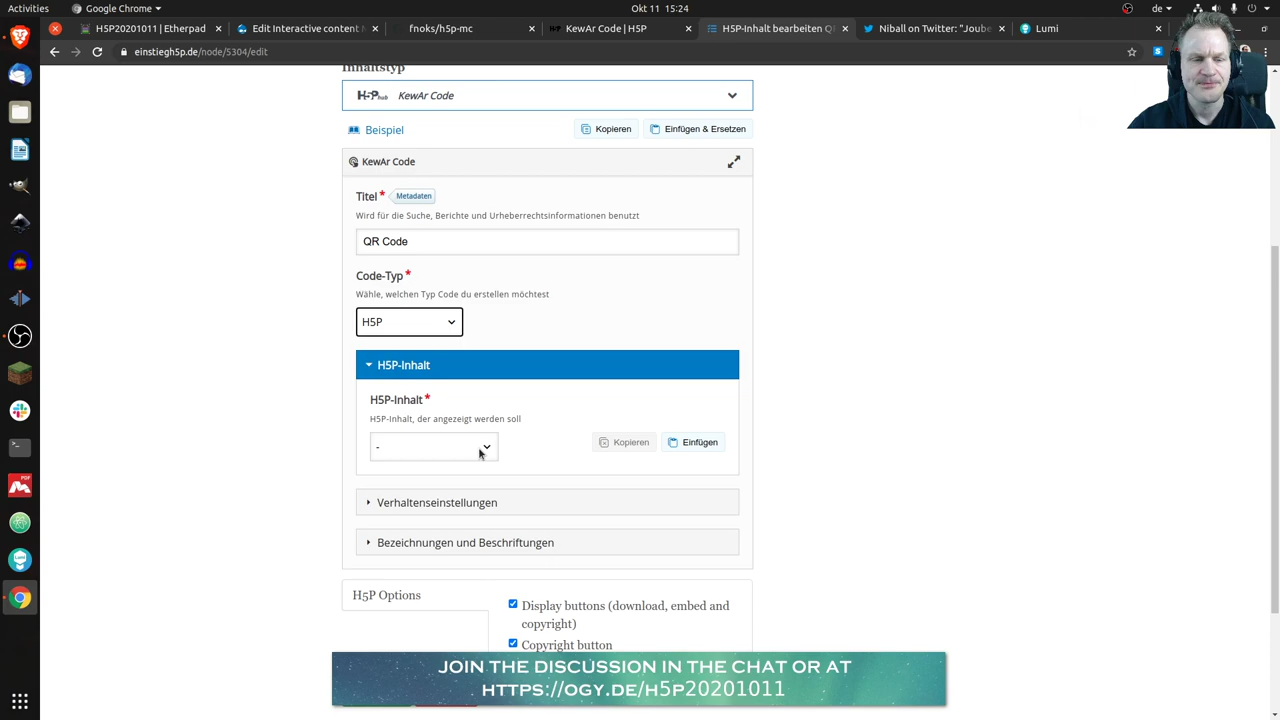 Activities
Google Chrome
Okt 11 15:24
H5P20201011 | Etherpad
Edit Interactive content M
fnoks/h5p-mc
KewAr Code | H5P
H5P-Inhalt bearbeiten QR
Niball on Twitter: "Joube
Lumi
einstiegh5p.de/node/5304/edit
Inhaltstyp
H5P hub KewAr Code
Beispiel
Kopieren
Einfügen & Ersetzen
KewAr Code
Titel * Metadaten
Wird für die Suche, Berichte und Urheberrechtsinformationen benutzt
QR Code
Code-Typ *
Wähle, welchen Typ Code du erstellen möchtest
H5P
H5P-Inhalt
H5P-Inhalt *
H5P-Inhalt, der angezeigt werden soll
-
Kopieren
Einfügen
Verhaltenseinstellungen
Bezeichnungen und Beschriftungen
H5P Options
Display buttons (download, embed and
copyright)
Copyright button
JOIN THE DISCUSSION IN THE CHAT OR AT
HTTPS://OGY.DE/H5P20201011